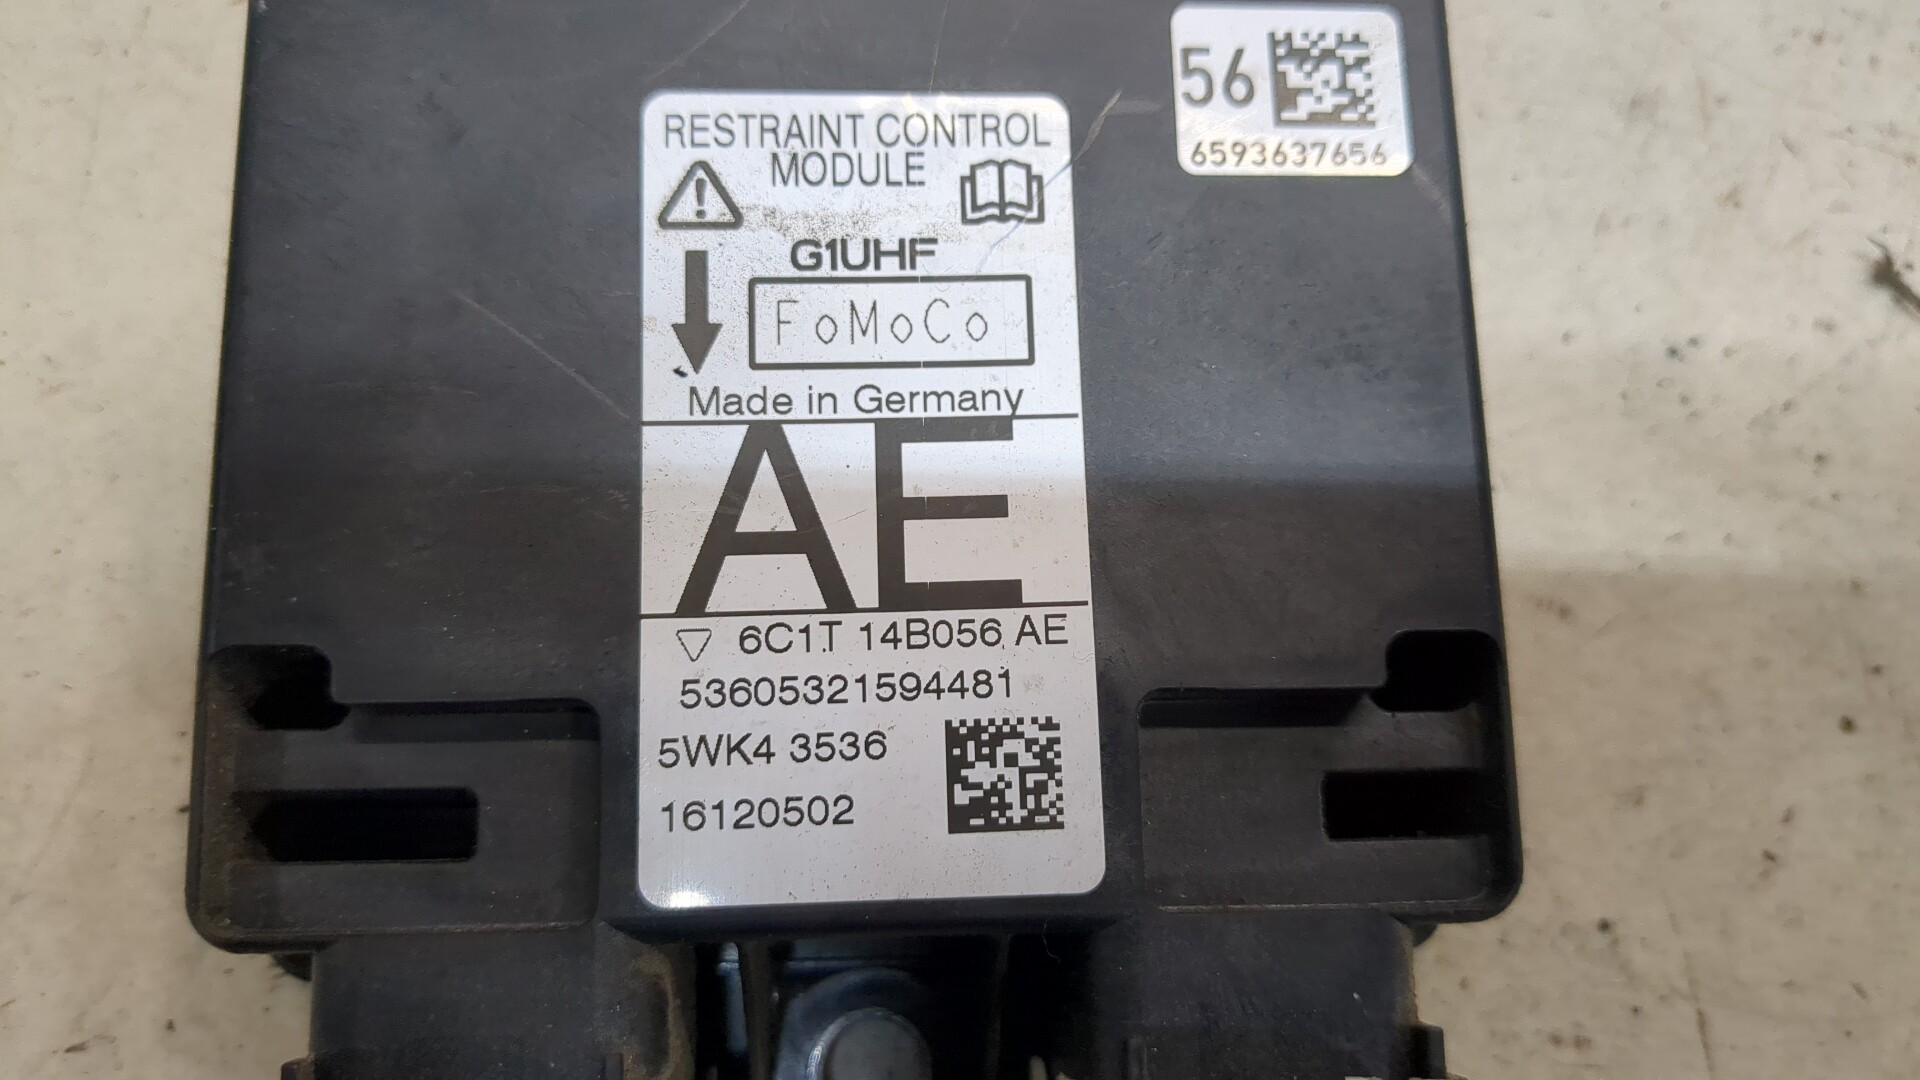 56
6593637656
RESTRAINT CONTROL
MODULE
G1UHF
FoMoCo
Made in Germany
AE
6C1T 14B056 AE
53605321594481
5WK4 3536
16120502